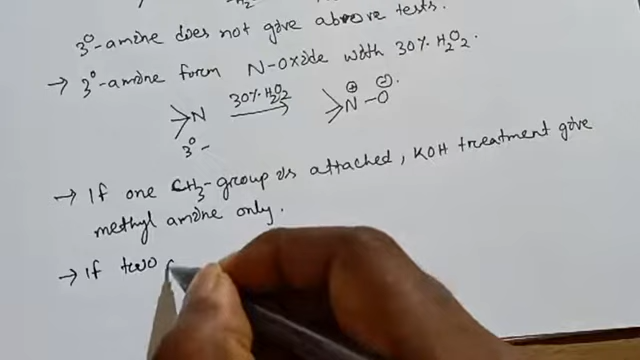 3°-amine does not give above tests.
→ 3°-amine form N-Oxide with 30% H2O2.
N 30% H2O2 → N⊕-O⊖.
3°-
→ If one CH3-group is attached, KOH treatment give
methyl amine only.
→ If two